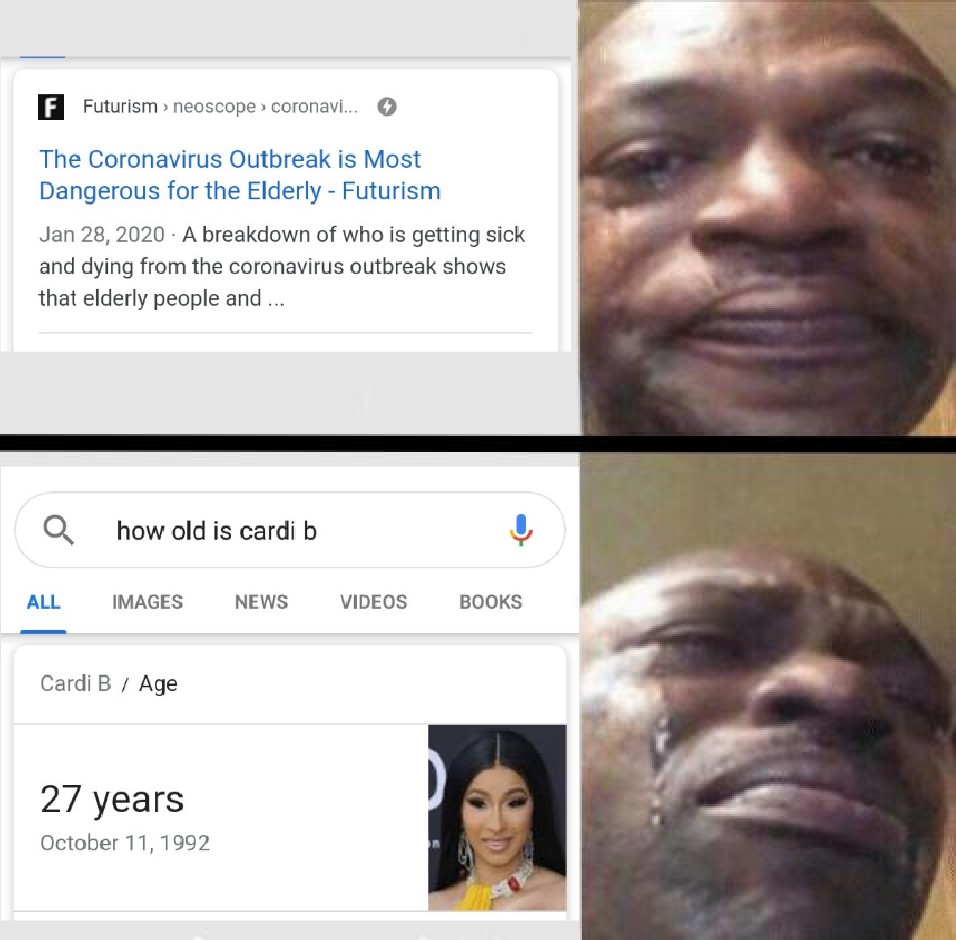 F Futurism › neoscope › coronavi...
The Coronavirus Outbreak is Most
Dangerous for the Elderly - Futurism
Jan 28, 2020 · A breakdown of who is getting sick
and dying from the coronavirus outbreak shows
that elderly people and ...
how old is cardi b
ALL IMAGES NEWS VIDEOS BOOKS
Cardi B / Age
27 years
October 11, 1992